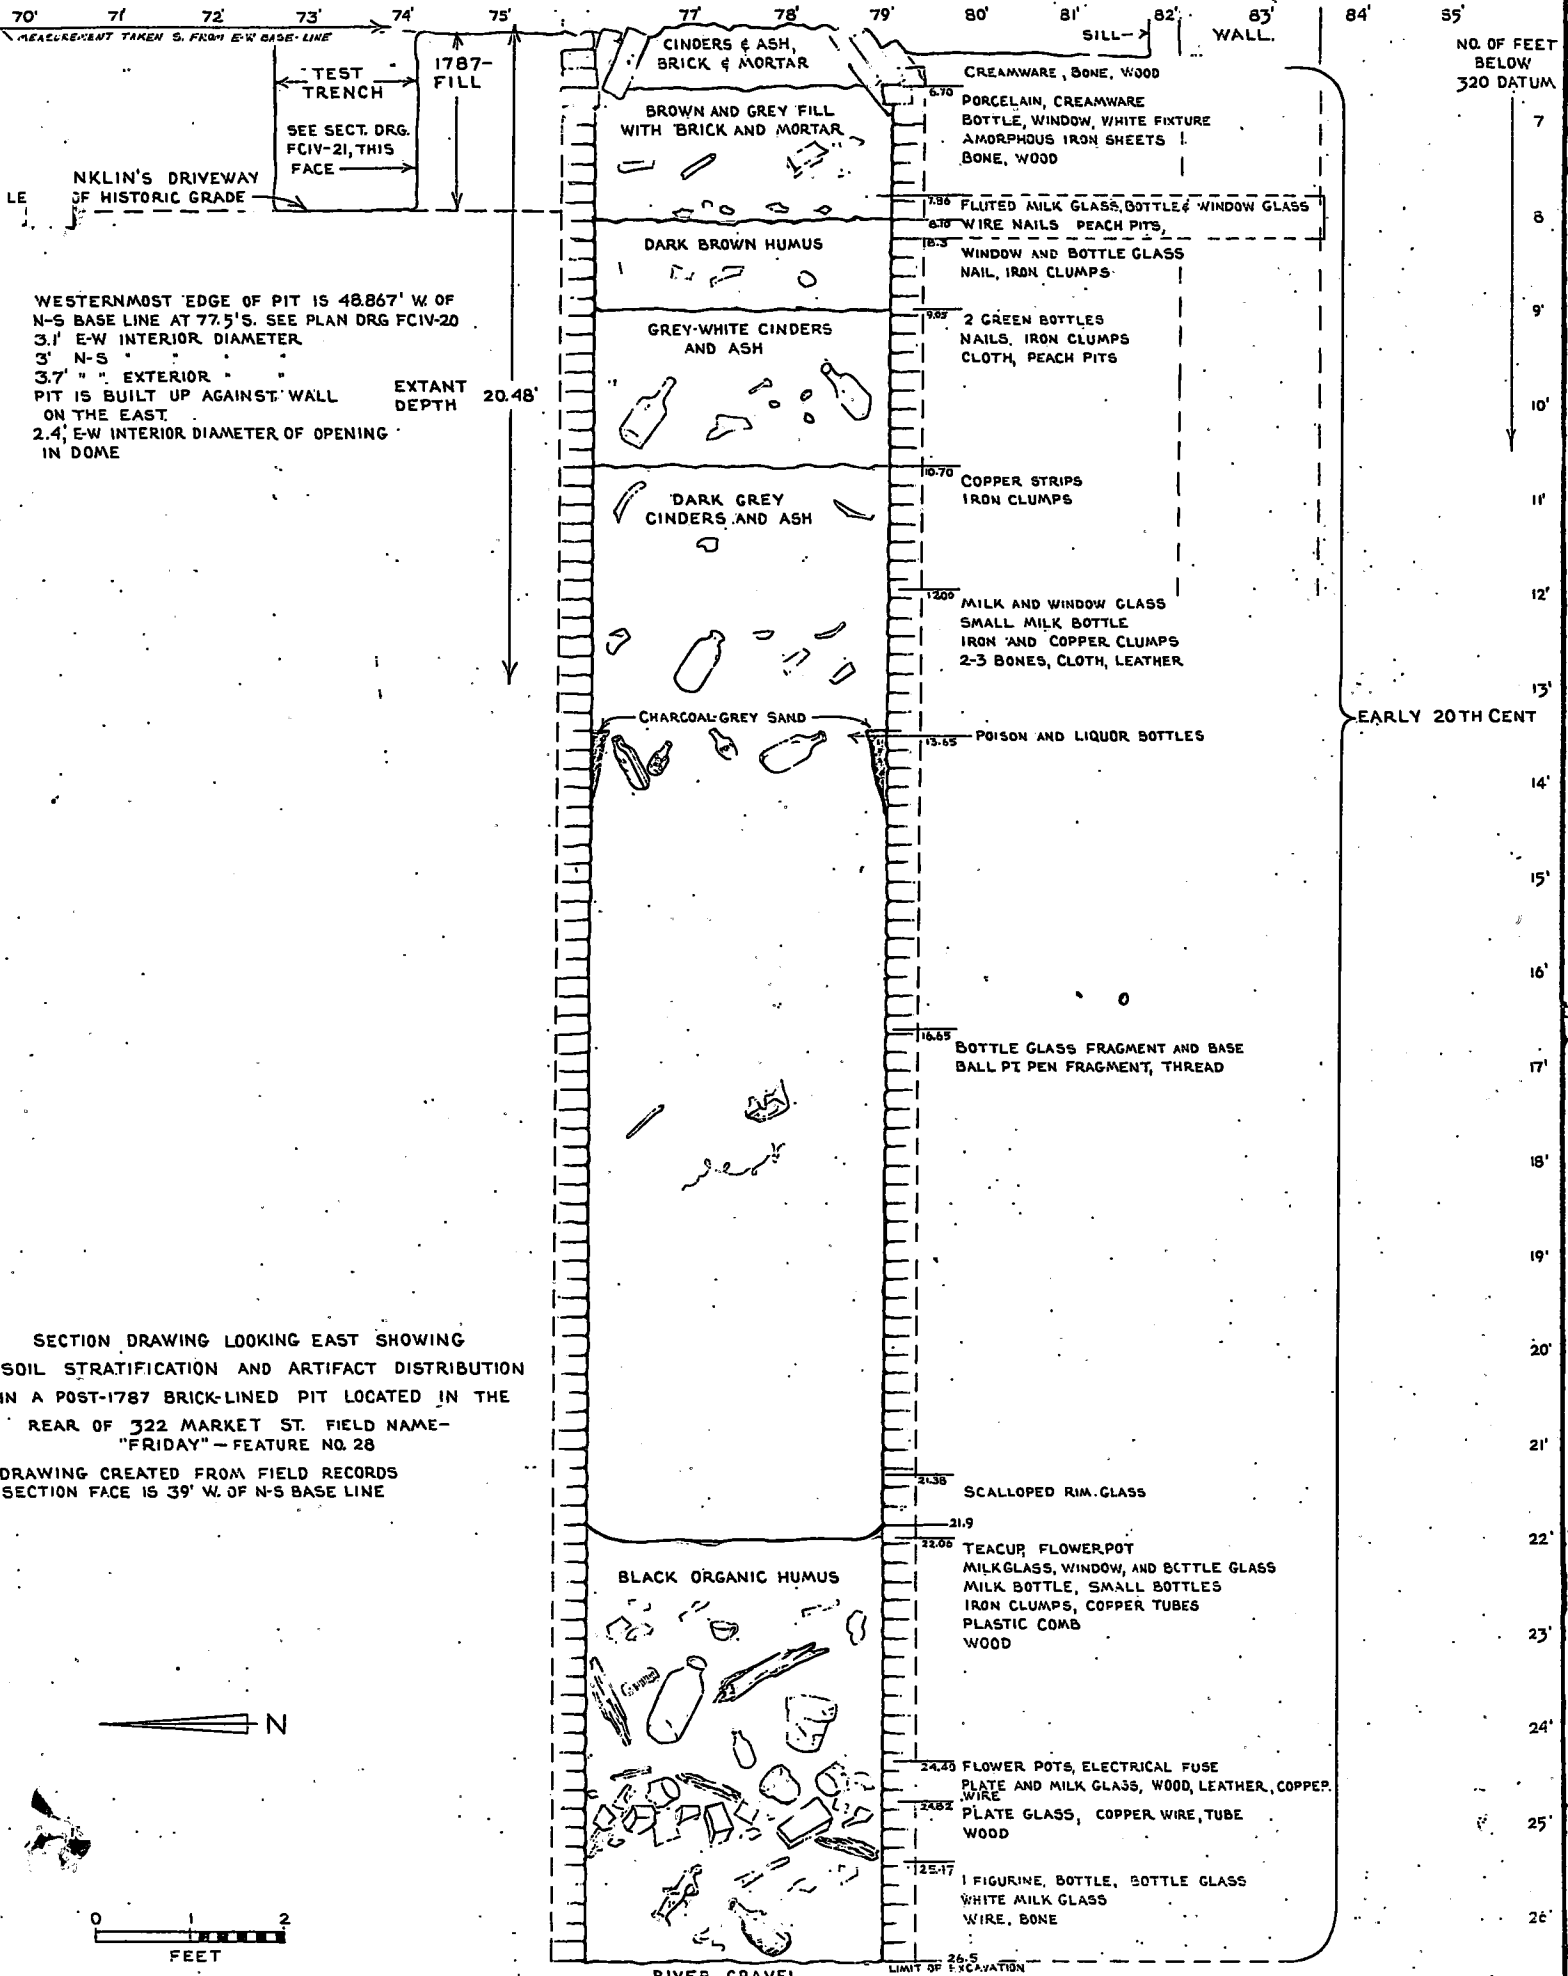 70' 71' 72' 73' 74' 75' 77' 78' 79' 80' 81' 82' 83' 84' 85'
MEASUREMENT TAKEN S. FROM E-W BASE-LINE
SILL
WALL.
NO. OF FEET
BELOW
320 DATUM
TEST
TRENCH
SEE SECT. DRG.
FCIV-21, THIS
FACE
1787-
FILL
NKLIN'S DRIVEWAY
OF HISTORIC GRADE
LE
CINDERS & ASH,
BRICK & MORTAR
BROWN AND GREY FILL
WITH BRICK AND MORTAR
DARK BROWN HUMUS
GREY-WHITE CINDERS
AND ASH
DARK GREY
CINDERS AND ASH
CHARCOAL-GREY SAND
BLACK ORGANIC HUMUS
RIVER GRAVEL
WESTERNMOST EDGE OF PIT IS 48.867' W. OF
N-S BASE LINE AT 77.5'S. SEE PLAN DRG FCIV-20
3.1' E-W INTERIOR DIAMETER
3' N-S " " " "
3.7' " " EXTERIOR " "
PIT IS BUILT UP AGAINST WALL
ON THE EAST.
2.4', E-W INTERIOR DIAMETER OF OPENING
IN DOME
EXTANT
DEPTH 20.48'
CREAMWARE, BONE, WOOD
6.70
PORCELAIN, CREAMWARE
BOTTLE, WINDOW, WHITE FIXTURE
AMORPHOUS IRON SHEETS
BONE, WOOD
7.86 FLUTED MILK GLASS, BOTTLE & WINDOW GLASS
8.10 WIRE NAILS PEACH PITS,
8.3
WINDOW AND BOTTLE GLASS
NAIL, IRON CLUMPS
9.05 2 GREEN BOTTLES
NAILS, IRON CLUMPS
CLOTH, PEACH PITS
10.70 COPPER STRIPS
IRON CLUMPS
12.00 MILK AND WINDOW GLASS
SMALL MILK BOTTLE
IRON AND COPPER CLUMPS
2-3 BONES, CLOTH, LEATHER
13.65 POISON AND LIQUOR BOTTLES
16.65 BOTTLE GLASS FRAGMENT AND BASE
BALL PT PEN FRAGMENT, THREAD
21.38
SCALLOPED RIM GLASS
21.9
22.06 TEACUP, FLOWERPOT
MILKGLASS, WINDOW, AND BOTTLE GLASS
MILK BOTTLE, SMALL BOTTLES
IRON CLUMPS, COPPER TUBES
PLASTIC COMB
WOOD
24.40 FLOWER POTS, ELECTRICAL FUSE
PLATE AND MILK GLASS, WOOD, LEATHER, COPPER
WIRE
24.82
PLATE GLASS, COPPER WIRE, TUBE
WOOD
25.17
1 FIGURINE, BOTTLE, BOTTLE GLASS
WHITE MILK GLASS
WIRE, BONE
26.5
LIMIT OF EXCAVATION
EARLY 20TH CENT
7
8
9'
10'
11'
12'
13'
14'
15'
16'
17'
18'
19'
20'
21'
22'
23'
24'
25'
26'
SECTION DRAWING LOOKING EAST SHOWING
SOIL STRATIFICATION AND ARTIFACT DISTRIBUTION
IN A POST-1787 BRICK-LINED PIT LOCATED IN THE
REAR OF 322 MARKET ST. FIELD NAME-
"FRIDAY" - FEATURE NO. 28
DRAWING CREATED FROM FIELD RECORDS
SECTION FACE IS 39' W. OF N-S BASE LINE
N
0 1 2
FEET